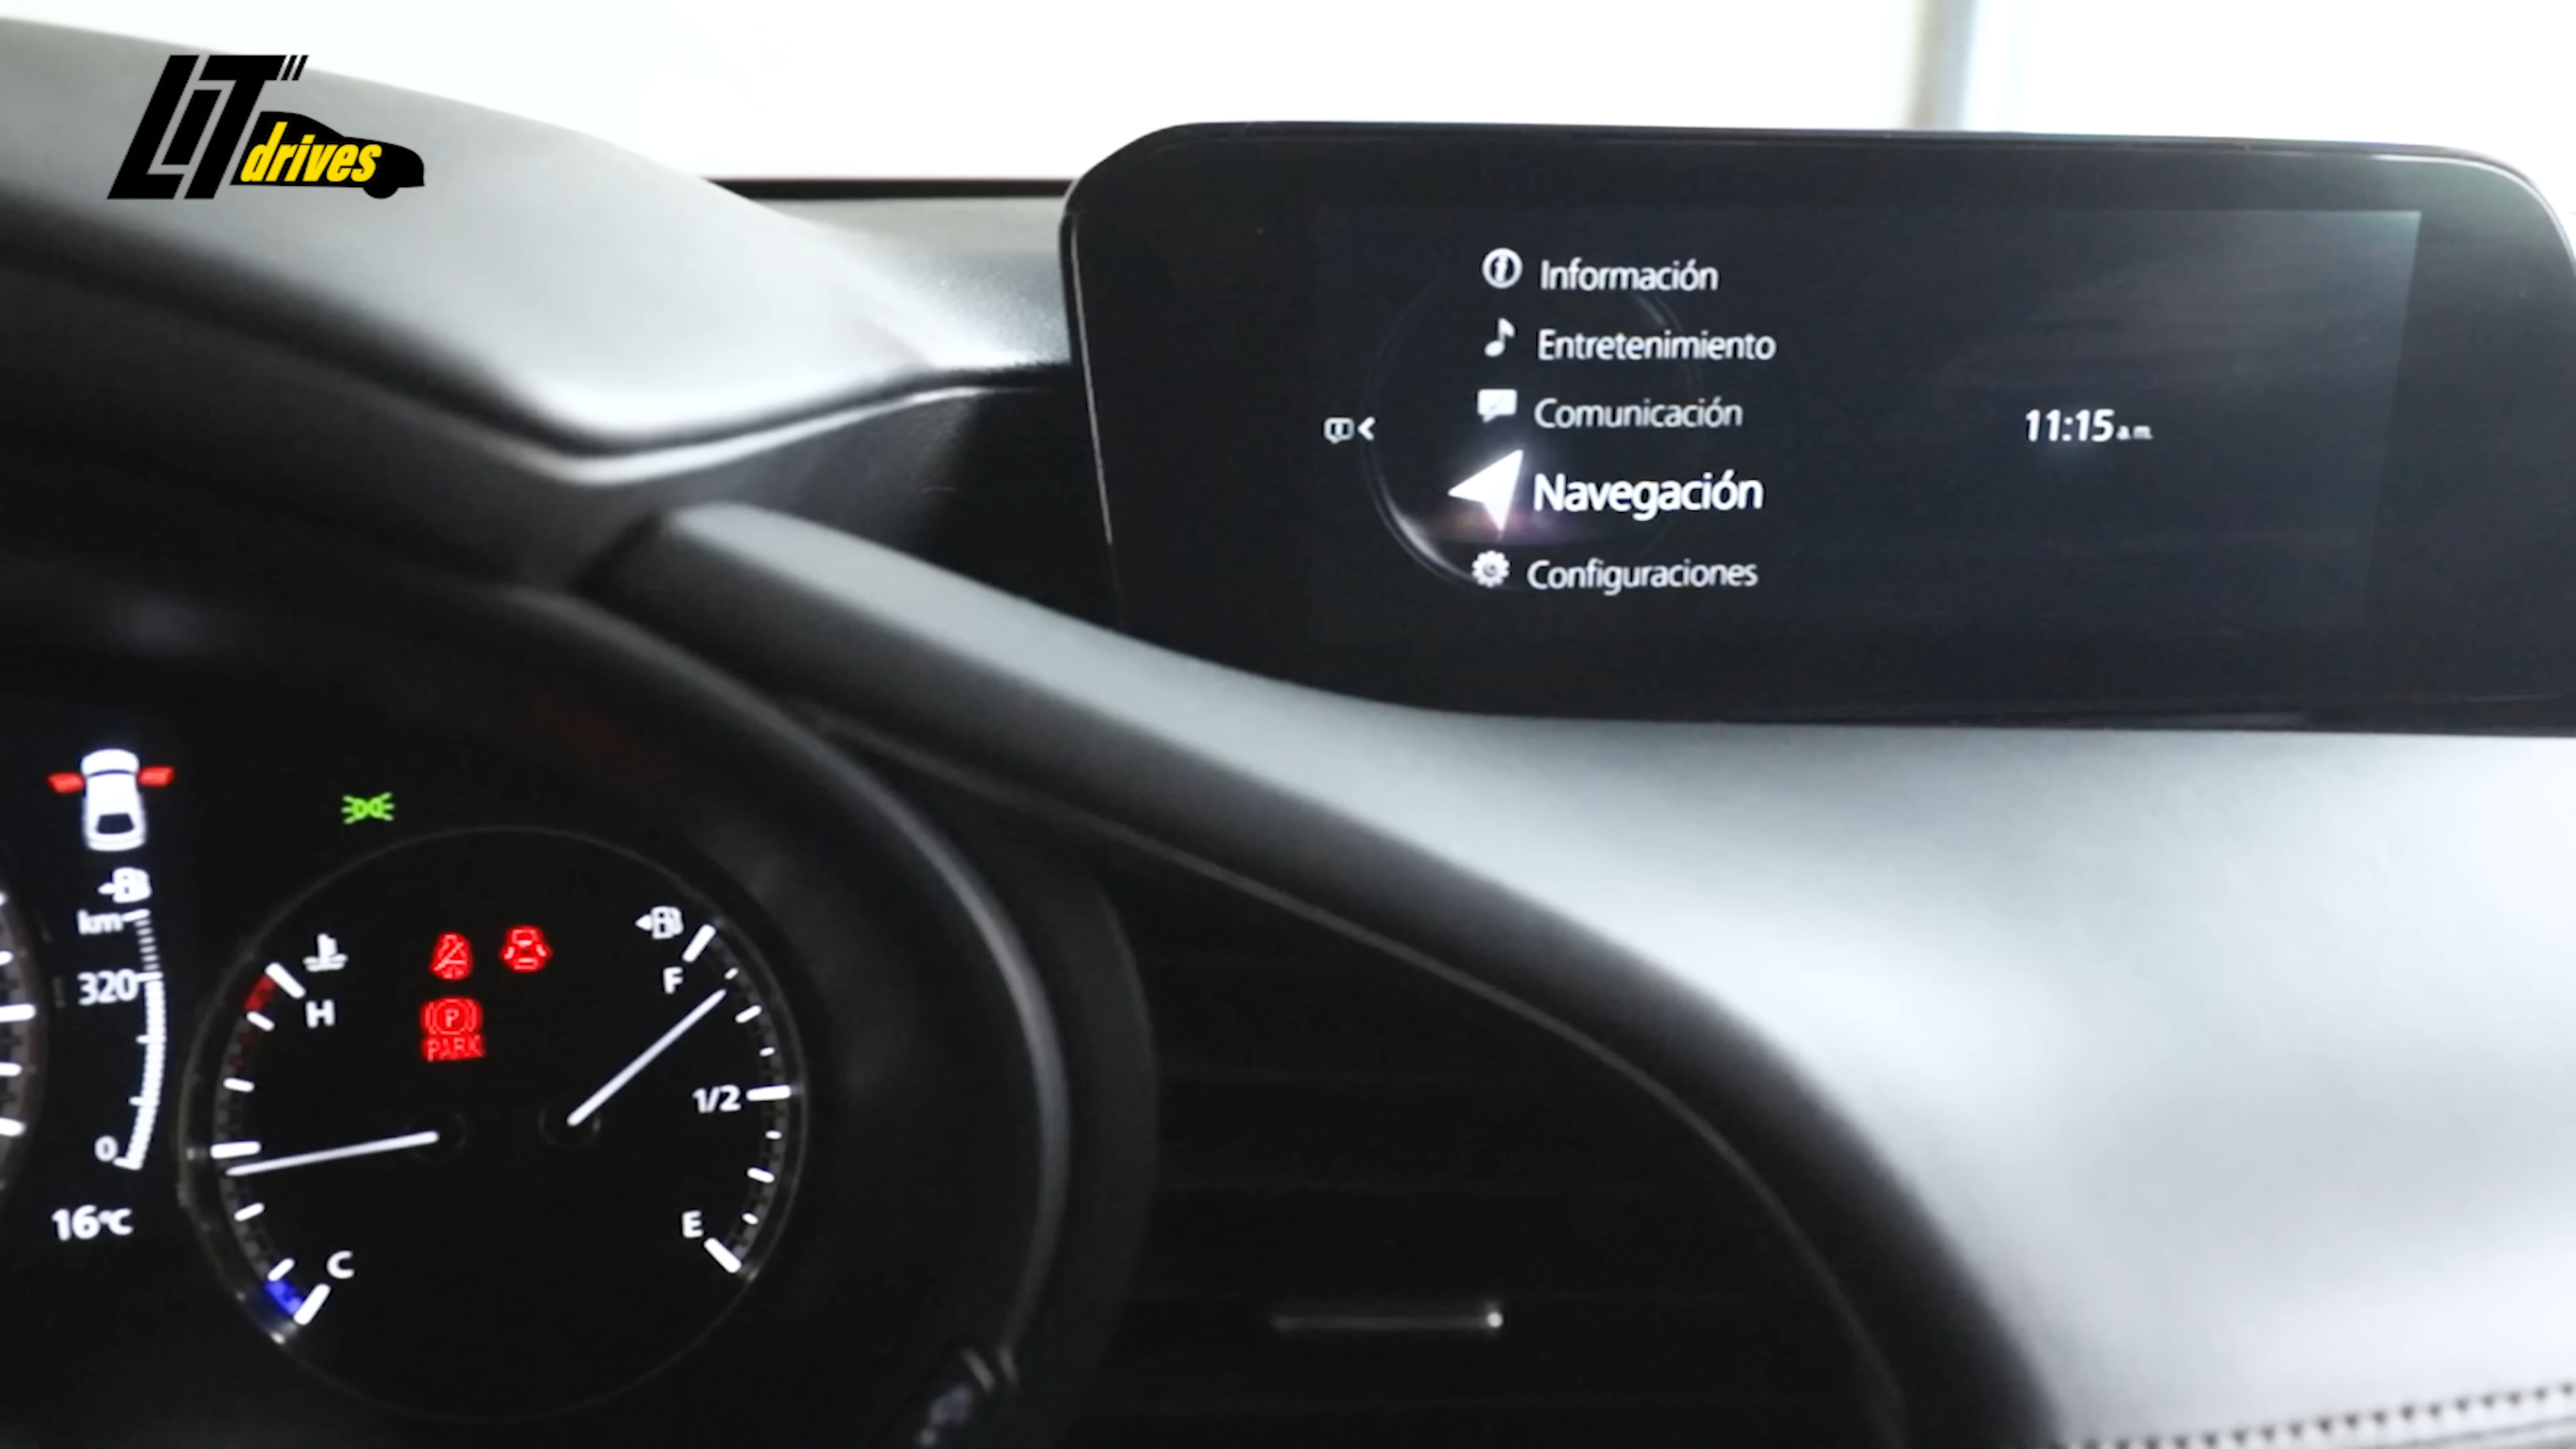 LiT
drives
Información
Entretenimiento
Comunicación
11:15 a.m.
Navegación
Configuraciones
km
320
0
16°C
H
C
P
PARK
F
1/2
E